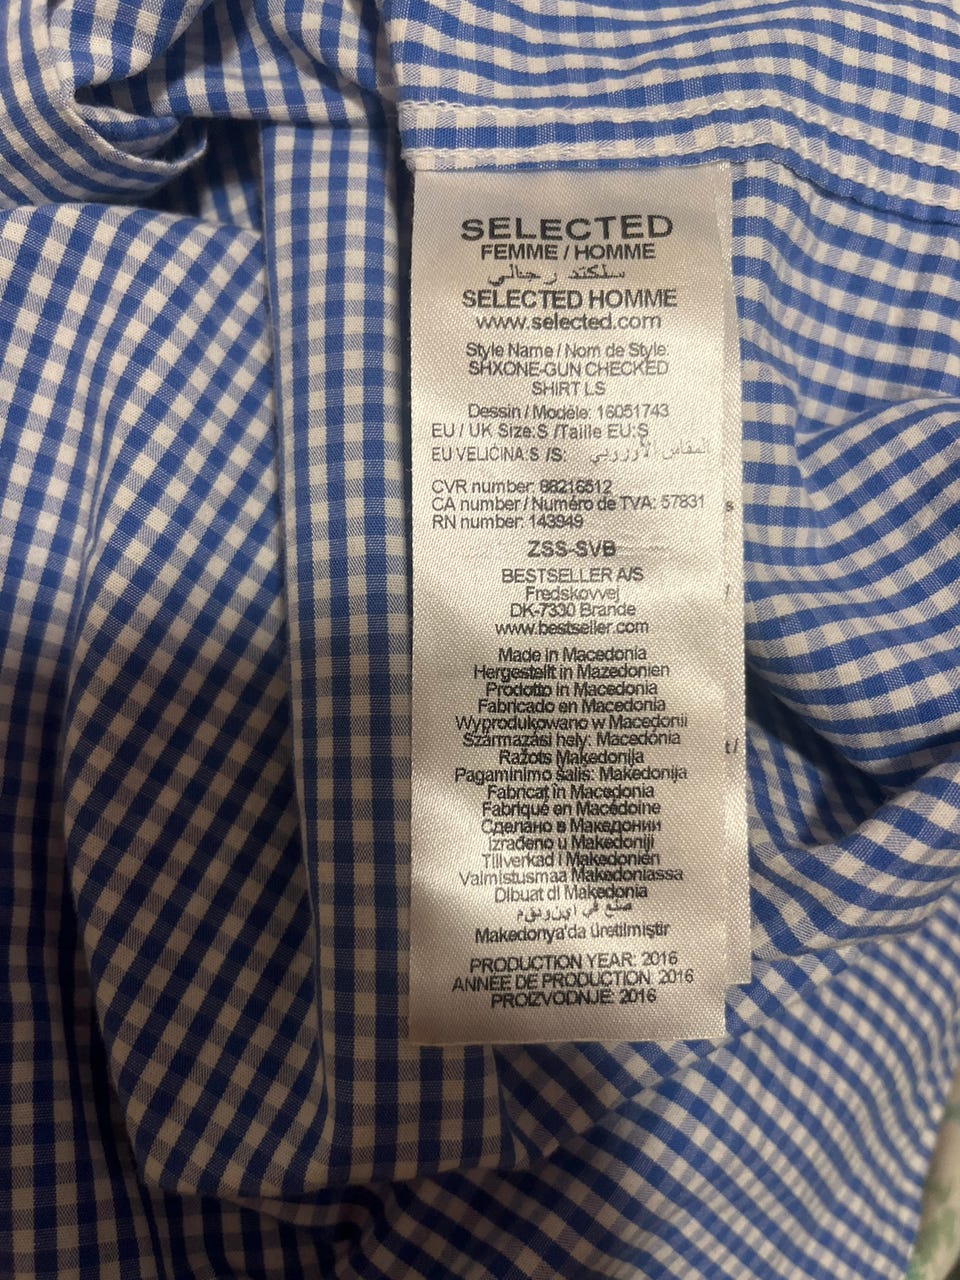 SELECTED
FEMME / HOMME
سلكتد رجالي
SELECTED HOMME
www.selected.com
Style Name / Nom de Style:
SHXONE-GUN CHECKED
SHIRT LS
Dessin / Modèle: 16051743
EU / UK Size:S /Taille EU:S
EU VELICINA:S /S: المقاس الأوروبي
CVR number: 88216512
CA number / Numéro de TVA: 57831
RN number: 143949
ZSS-SVB
BESTSELLER A/S
Fredskovvej
DK-7330 Brande
www.bestseller.com
Made in Macedonia
Hergestellt in Mazedonien
Prodotto in Macedonia
Fabricado en Macedonia
Wyprodukowano w Macedonii
Származási hely: Macedónia
Ražots Makedonija
Pagaminimo šalis: Makedonija
Fabricat în Macedonia
Fabriqué en Macédoine
Сделано в Македонии
Izrađeno u Makedoniji
Tillverkad i Makedonien
Valmistusmaa Makedoniassa
Dibuat di Makedonia
صنع في
Makedonya'da üretilmiştir
PRODUCTION YEAR: 2016
ANNÉE DE PRODUCTION: 2016
PROIZVODNJE: 2016